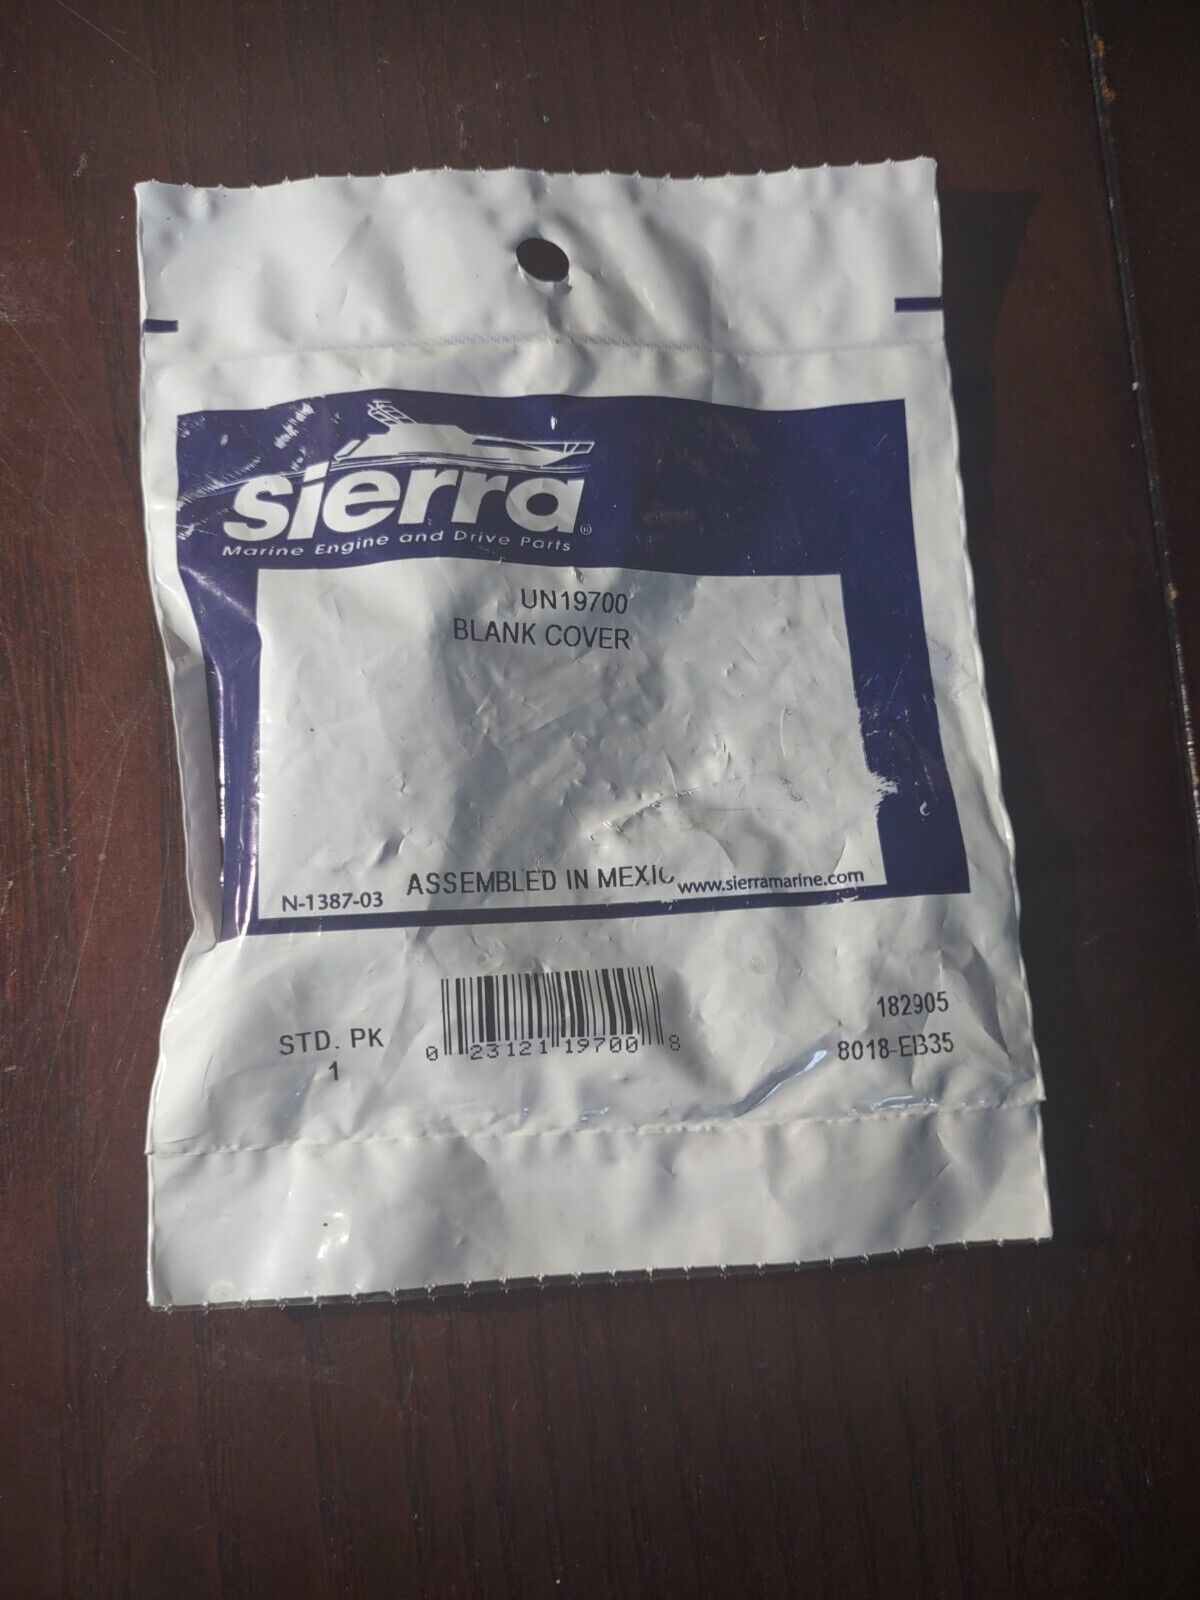 sierra®
Marine Engine and Drive Parts
UN19700
BLANK COVER
N-1387-03
ASSEMBLED IN MEXIC
www.sierramarine.com
STD. PK
1
0 23121 19700 8
182905
8018-EB35